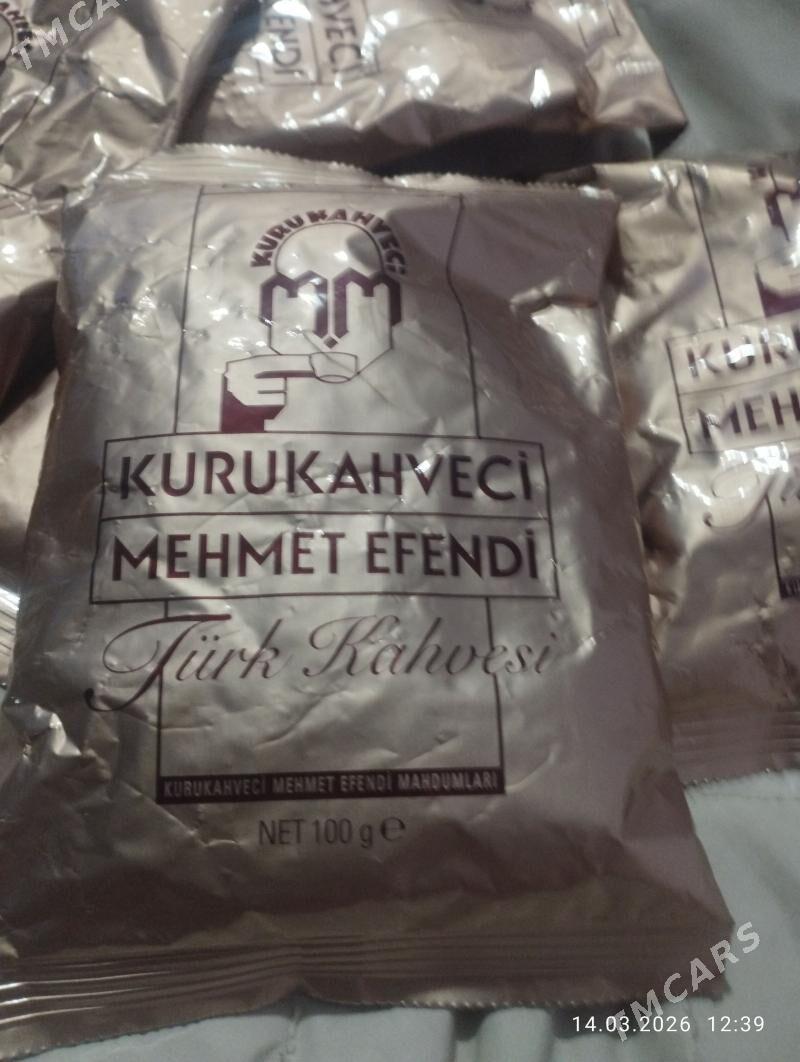 TMCARS
KURUKAHVECİ
MM
KURUKAHVECİ
MEHMET EFENDİ
Türk Kahvesi
KURUKAHVECİ MEHMET EFENDİ MAHDUMLARI
NET 100 g ℮
TMCARS
14.03.2026 12:39